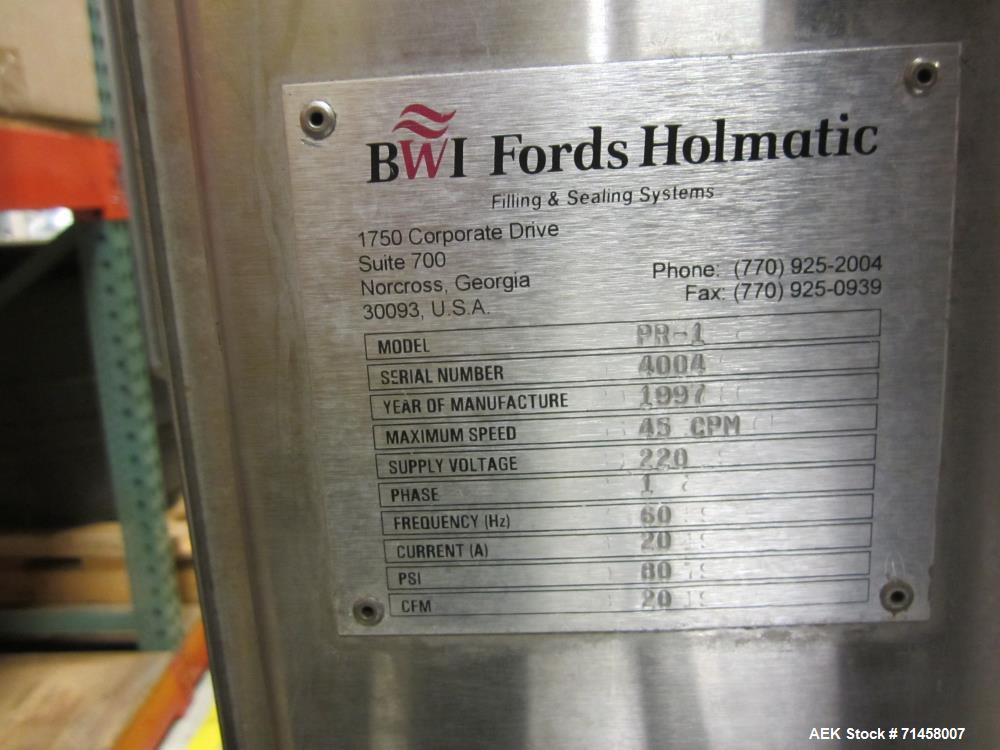 BWI Fords Holmatic
Filling & Sealing Systems
1750 Corporate Drive
Suite 700
Norcross, Georgia
30093, U.S.A.
Phone: (770) 925-2004
Fax: (770) 925-0939
MODEL PR-1
SERIAL NUMBER 4004
YEAR OF MANUFACTURE 1997
MAXIMUM SPEED 45 CPM
SUPPLY VOLTAGE 220
PHASE 1
FREQUENCY (Hz) 60
CURRENT (A) 20
PSI 80
CFM 20
AEK Stock #71458007